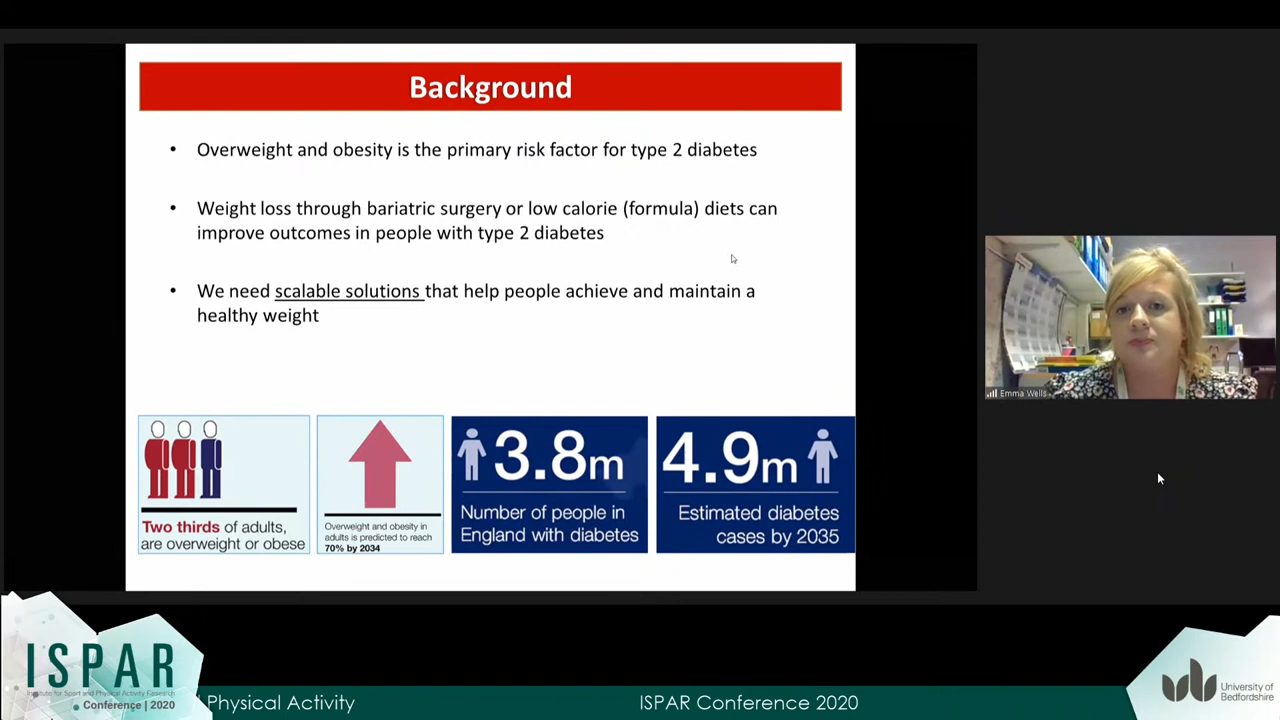 Background
• Overweight and obesity is the primary risk factor for type 2 diabetes
• Weight loss through bariatric surgery or low calorie (formula) diets can
improve outcomes in people with type 2 diabetes
• We need scalable solutions that help people achieve and maintain a
healthy weight
Two thirds of adults,
are overweight or obese
Overweight and obesity in
adults is predicted to reach
70% by 2034
3.8m
Number of people in
England with diabetes
4.9m
Estimated diabetes
cases by 2035
Emma Wells
ISPAR
Institute for Sport and Physical Activity Research
Conference | 2020
Physical Activity
ISPAR Conference 2020
University of
Bedfordshire